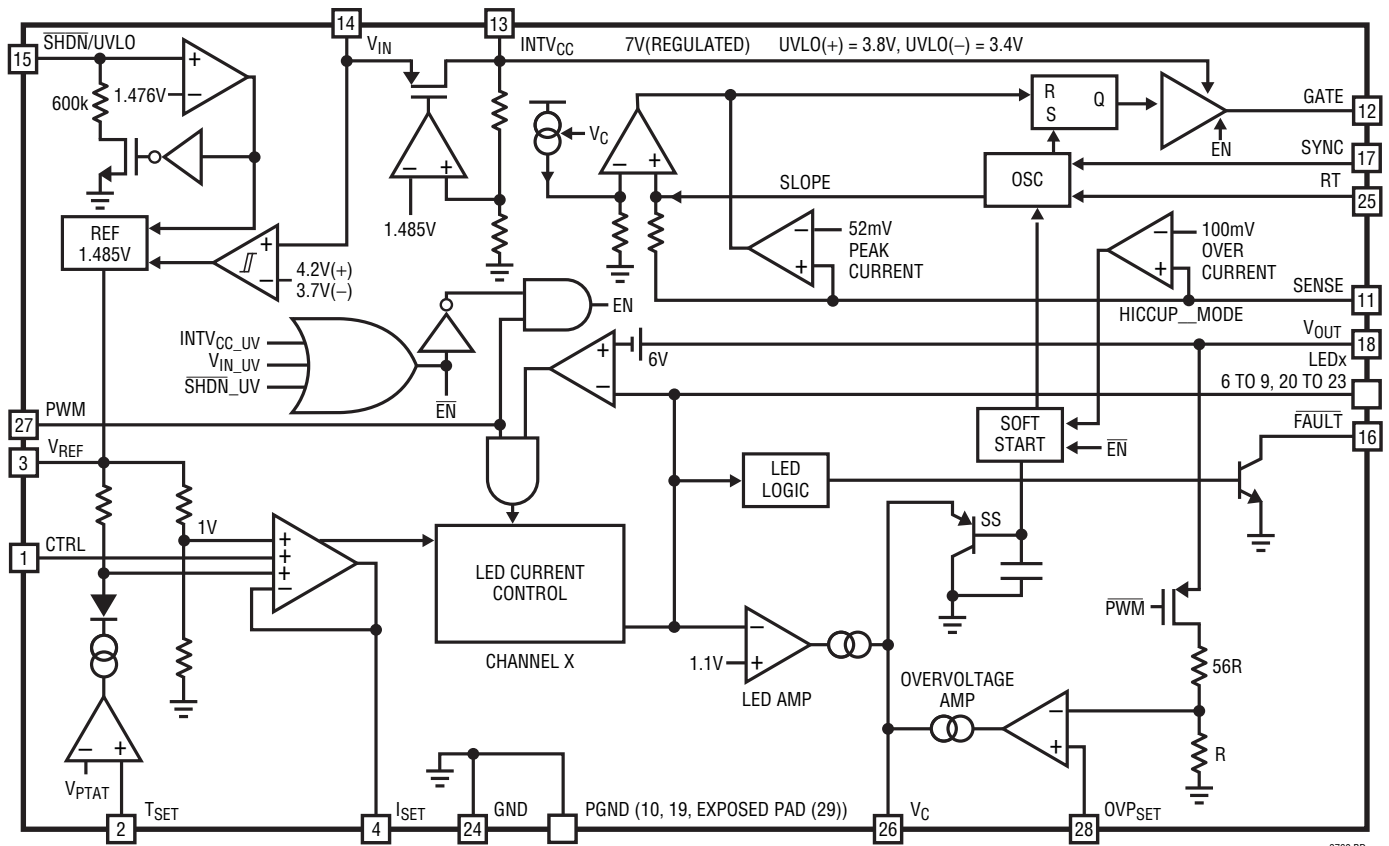 14
13
15
SHDN/UVLO
VIN
INTVCC
7V(REGULATED)
UVLO(+) = 3.8V, UVLO(–) = 3.4V
+
–
1.476V
600k
R
S
Q
GATE
12
VC
EN
SYNC
17
–
+
OSC
RT
25
SLOPE
–
+
1.485V
REF
1.485V
+
–
4.2V(+)
3.7V(–)
–
+
52mV
PEAK
CURRENT
–
+
100mV
OVER
CURRENT
SENSE
11
HICCUP__MODE
EN
INTVCC_UV
VIN_UV
SHDN_UV
EN
+
–
6V
VOUT
18
LEDx
6 TO 9, 20 TO 23
27
PWM
FAULT
16
3
VREF
SOFT
START
EN
LED
LOGIC
SS
1V
1
CTRL
+
+
+
–
LED CURRENT
CONTROL
CHANNEL X
PWM
–
+
1.1V
LED AMP
56R
OVERVOLTAGE
AMP
–
+
R
–
+
VPTAT
TSET
2
ISET
4
GND
24
PGND (10, 19, EXPOSED PAD (29))
VC
26
OVPSET
28